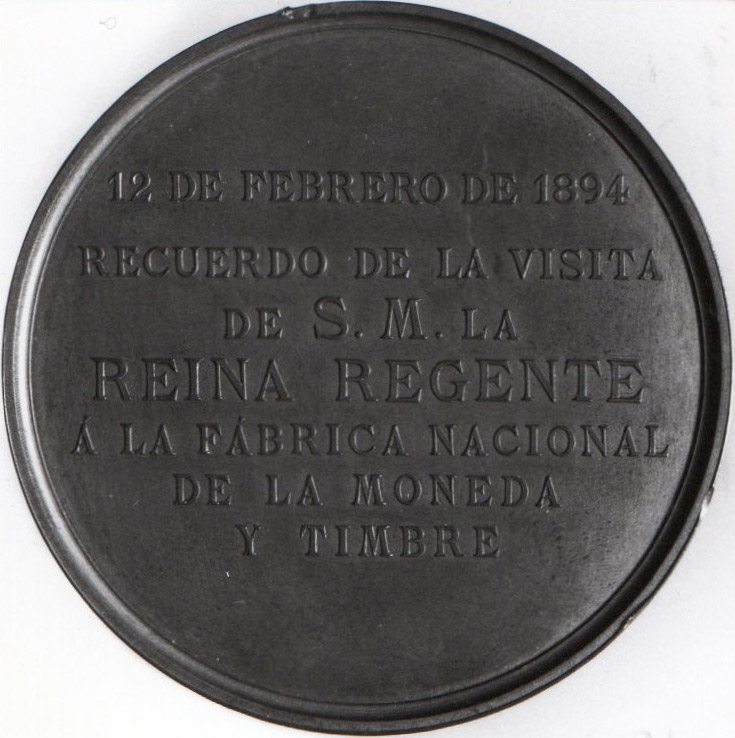 12 DE FEBRERO DE 1894
RECUERDO DE LA VISITA
DE S. M. LA
REINA REGENTE
Á LA FÁBRICA NACIONAL
DE LA MONEDA
Y TIMBRE